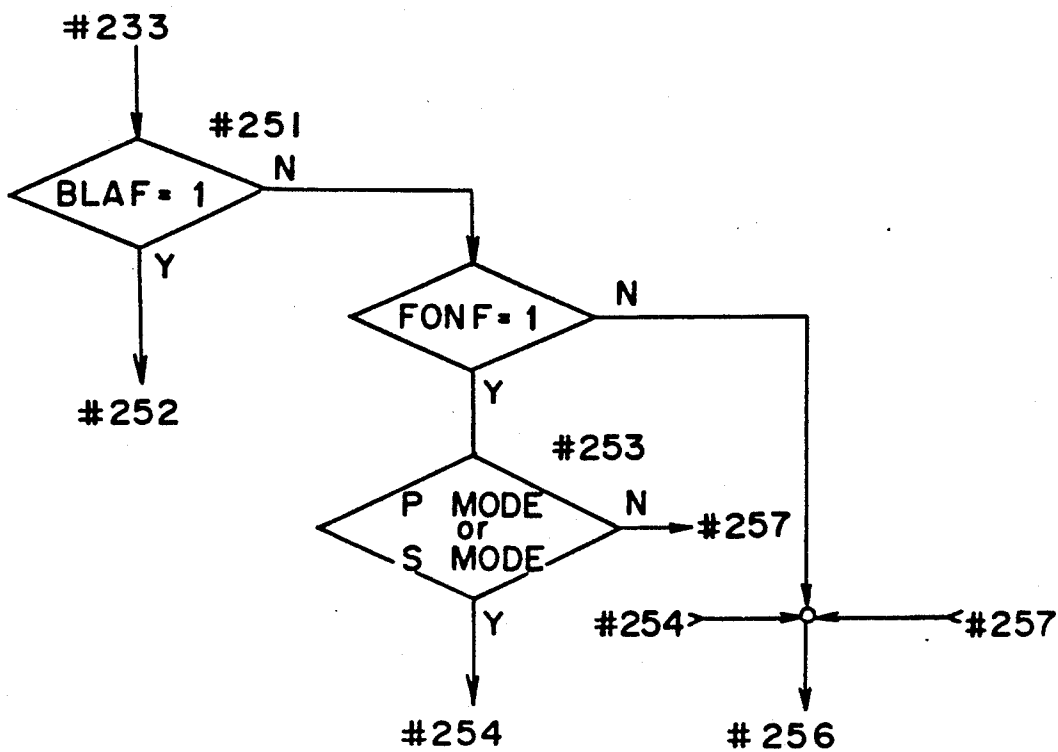 #233
#251
N
BLAF = 1
Y
#252
N
FONF = 1
Y
#253
P MODE
or
S MODE
N
#257
Y
#254
#254
#257
#256